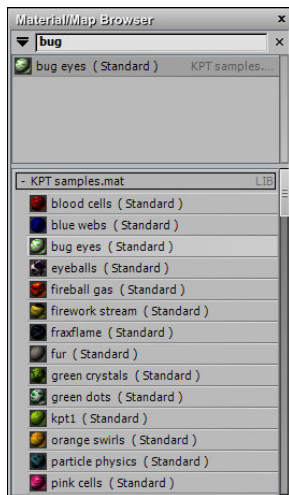 Material/Map Browser x
bug x
bug eyes ( Standard ) KPT samples....
- KPT samples.mat LIB
blood cells ( Standard )
blue webs ( Standard )
bug eyes ( Standard )
eyeballs ( Standard )
fireball gas ( Standard )
firework stream ( Standard )
fraxflame ( Standard )
fur ( Standard )
green crystals ( Standard )
green dots ( Standard )
kpt1 ( Standard )
orange swirls ( Standard )
particle physics ( Standard )
pink cells ( Standard )